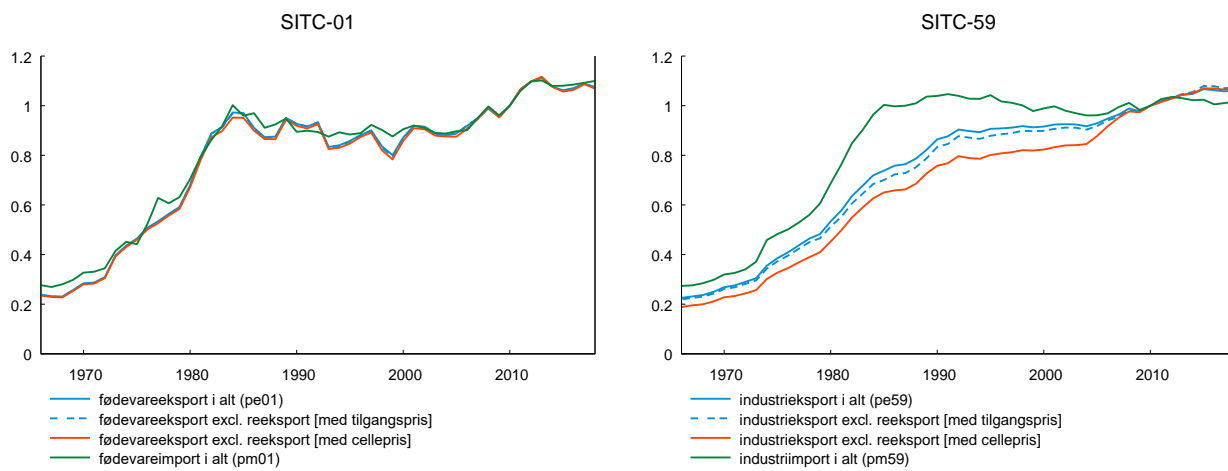 SITC-01
1.2
1
0.8
0.6
0.4
0.2
0
1970 1980 1990 2000 2010
fødevareeksport i alt (pe01)
fødevareeksport excl. reeksport [med tilgangspris]
fødevareeksport excl. reeksport [med cellepris]
fødevareimport i alt (pm01)
SITC-59
1.2
1
0.8
0.6
0.4
0.2
0
1970 1980 1990 2000 2010
industrieksport i alt (pe59)
industrieksport excl. reeksport [med tilgangspris]
industrieksport excl. reeksport [med cellepris]
industriimport i alt (pm59)